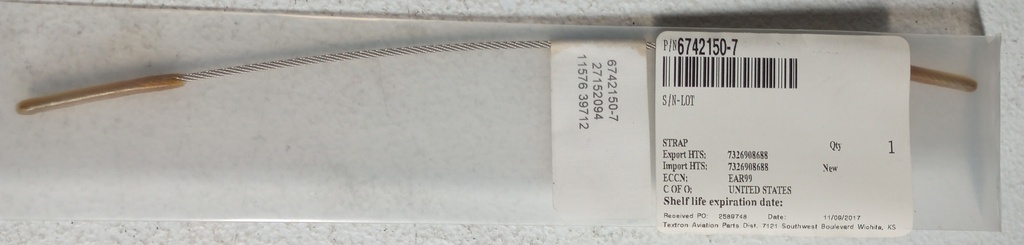 6742150-7
27152094
11576 39712
P/N 6742150-7
S/N-LOT
STRAP Qty 1
Export HTS: 7326908688
Import HTS: 7326908688 New
ECCN: EAR99
C OF O: UNITED STATES
Shelf life expiration date:
Received PO: 2589748 Date: 11/09/2017
Textron Aviation Parts Dist. 7121 Southwest Boulevard Wichita, KS